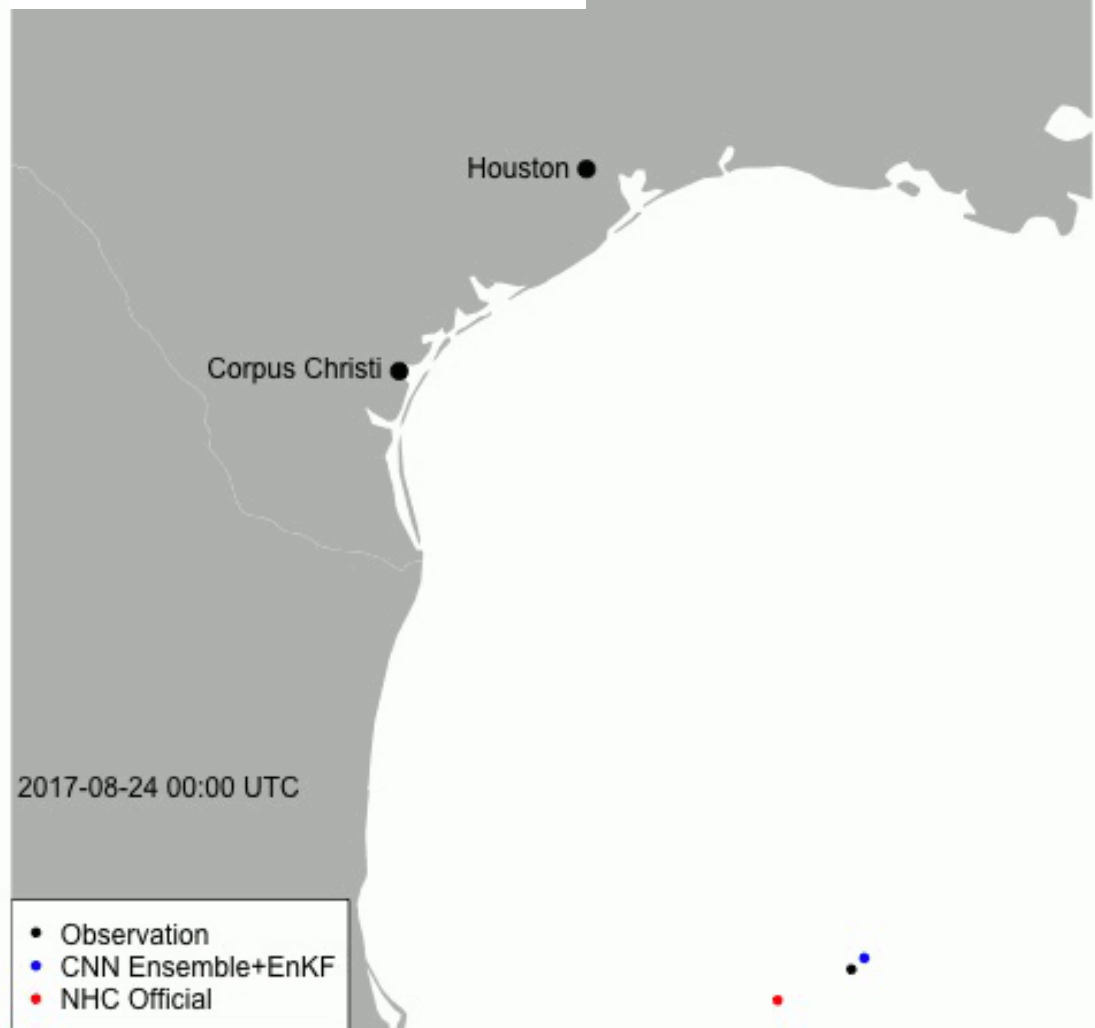 Houston
Corpus Christi
2017-08-24 00:00 UTC
Observation
CNN Ensemble+EnKF
NHC Official